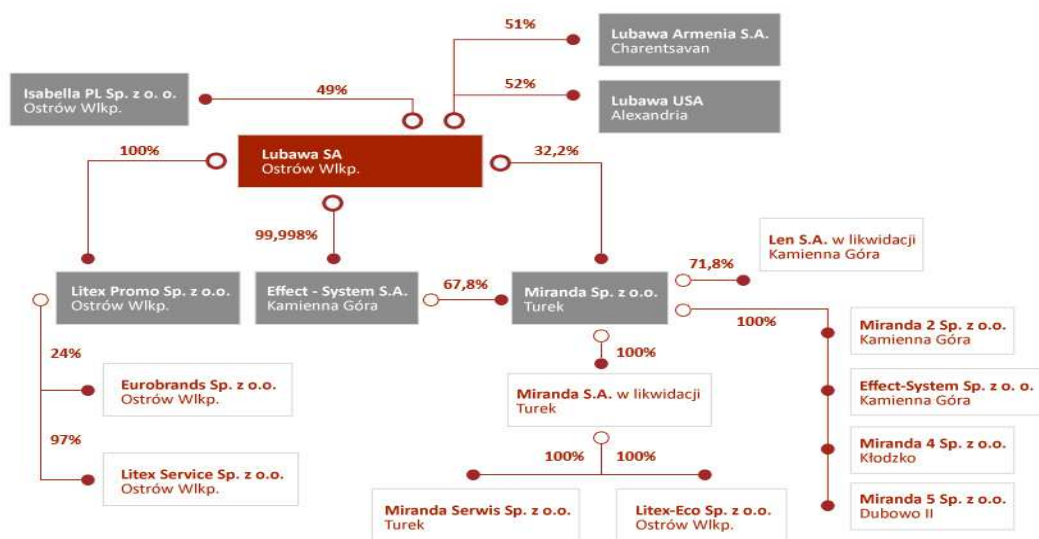 51%
Lubawa Armenia S.A.
Charentsavan
Isabella PL Sp. z o. o.
Ostrów Wlkp.
49%
52%
Lubawa USA
Alexandria
100%
Lubawa SA
Ostrów Wlkp.
32,2%
99,998%
Len S.A. w likwidacji
Kamienna Góra
71,8%
Litex Promo Sp. z o.o.
Ostrów Wlkp.
Effect - System S.A.
Kamienna Góra
67,8%
Miranda Sp. z o.o.
Turek
100%
Miranda 2 Sp. z o.o.
Kamienna Góra
24%
100%
Eurobrands Sp. z o.o.
Ostrów Wlkp.
Miranda S.A. w likwidacji
Turek
Effect-System Sp. z o. o.
Kamienna Góra
97%
100%
100%
Miranda 4 Sp. z o.o.
Kłodzko
Litex Service Sp. z o.o.
Ostrów Wlkp.
Miranda Serwis Sp. z o.o.
Turek
Litex-Eco Sp. z o.o.
Ostrów Wlkp.
Miranda 5 Sp. z o.o.
Dubowo II